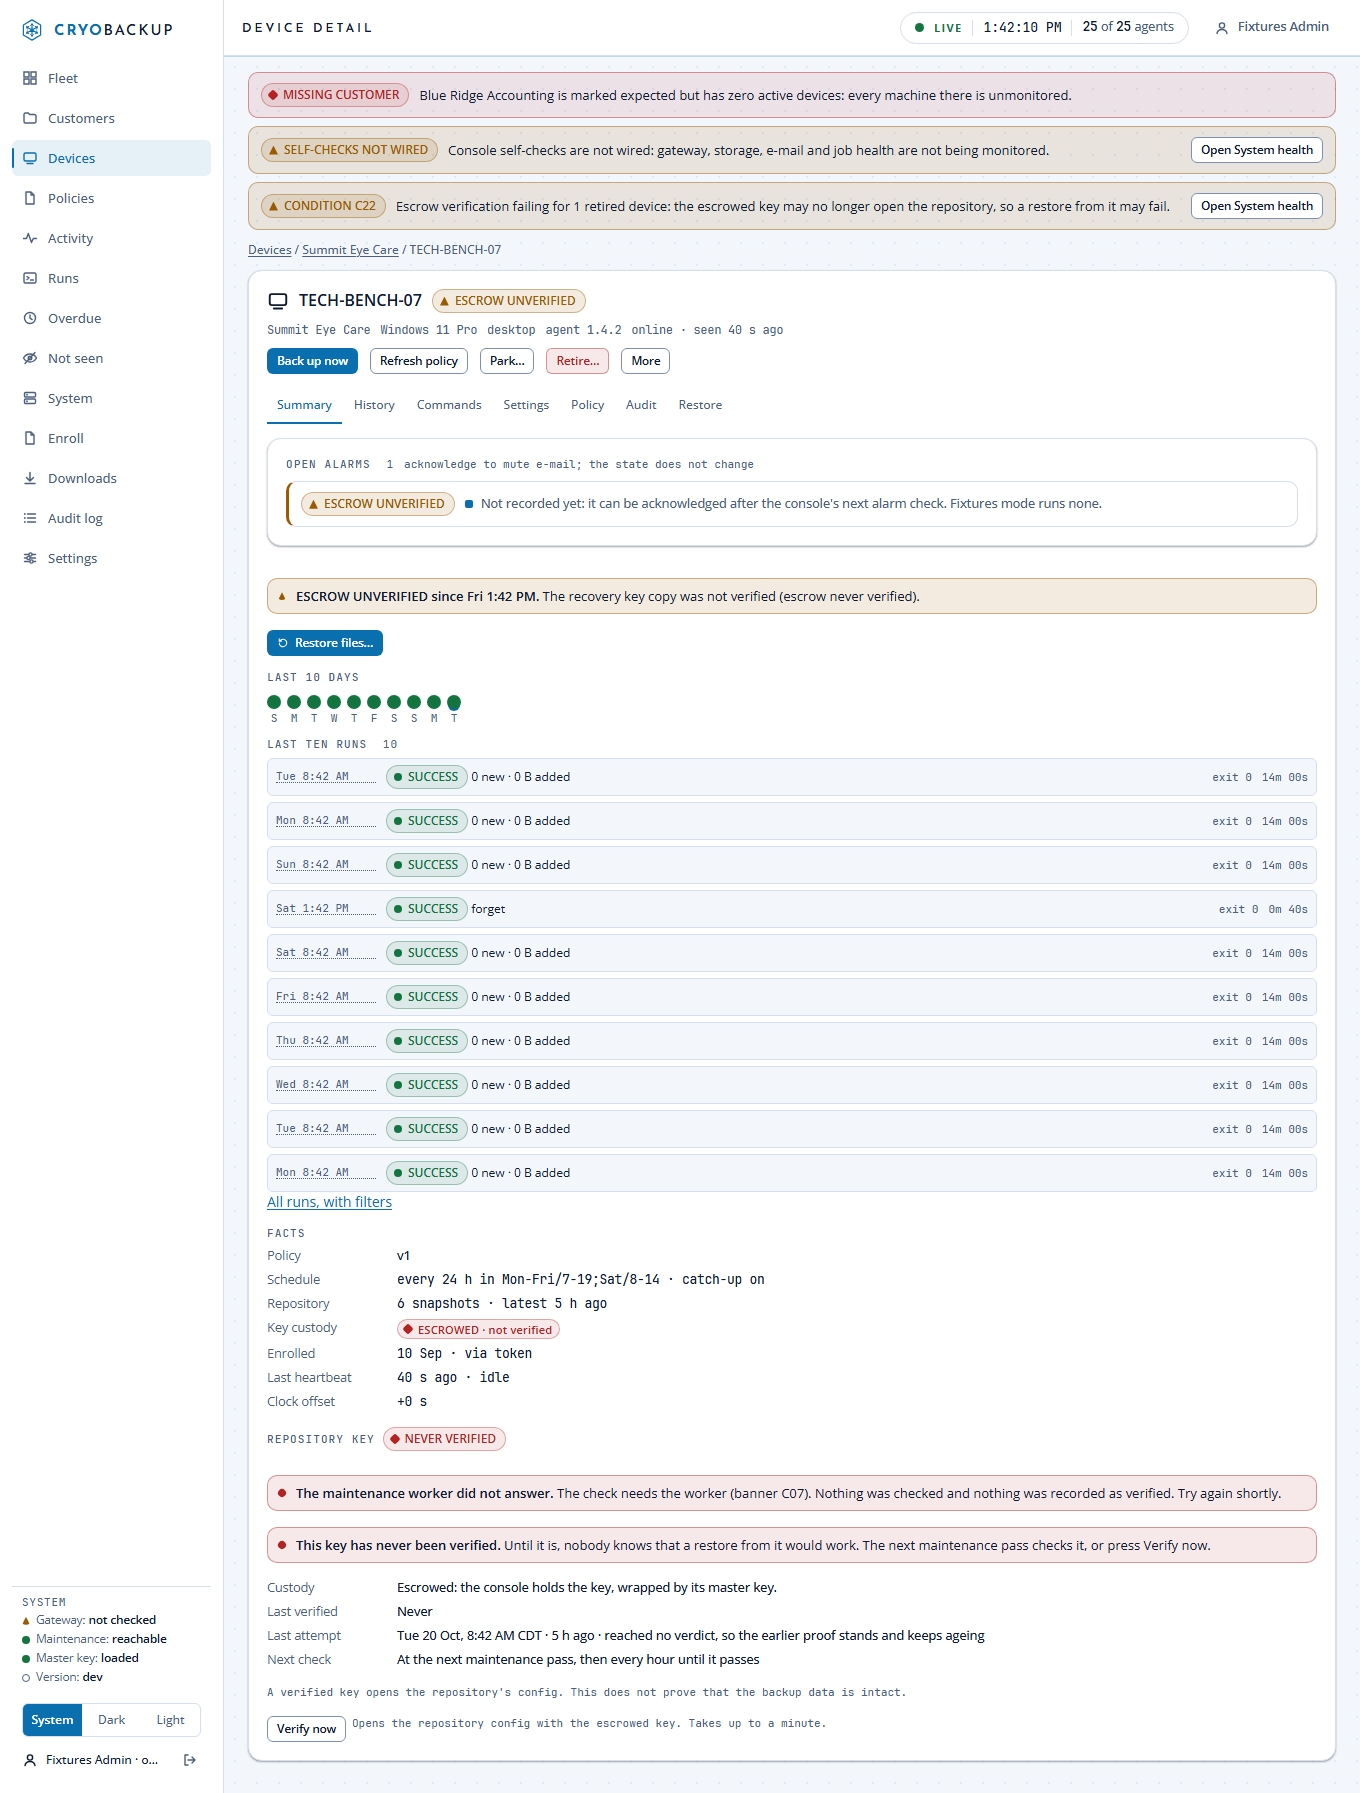 CRYOBACKUP
DEVICE DETAIL
LIVE 1:42:10 PM 25 of 25 agents
Fixtures Admin
Fleet
Customers
Devices
Policies
Activity
Runs
Overdue
Not seen
System
Enroll
Downloads
Audit log
Settings
MISSING CUSTOMER Blue Ridge Accounting is marked expected but has zero active devices: every machine there is unmonitored.
SELF-CHECKS NOT WIRED Console self-checks are not wired: gateway, storage, e-mail and job health are not being monitored. Open System health
CONDITION C22 Escrow verification failing for 1 retired device: the escrowed key may no longer open the repository, so a restore from it may fail. Open System health
Devices / Summit Eye Care / TECH-BENCH-07
TECH-BENCH-07 ESCROW UNVERIFIED
Summit Eye Care Windows 11 Pro desktop agent 1.4.2 online · seen 40 s ago
Back up now Refresh policy Park... Retire... More
Summary History Commands Settings Policy Audit Restore
OPEN ALARMS 1 acknowledge to mute e-mail; the state does not change
ESCROW UNVERIFIED Not recorded yet: it can be acknowledged after the console's next alarm check. Fixtures mode runs none.
ESCROW UNVERIFIED since Fri 1:42 PM. The recovery key copy was not verified (escrow never verified).
Restore files...
LAST 10 DAYS
S M T W T F S S M T
LAST TEN RUNS 10
Tue 8:42 AM SUCCESS 0 new · 0 B added exit 0 14m 00s
Mon 8:42 AM SUCCESS 0 new · 0 B added exit 0 14m 00s
Sun 8:42 AM SUCCESS 0 new · 0 B added exit 0 14m 00s
Sat 1:42 PM SUCCESS forget exit 0 0m 40s
Sat 8:42 AM SUCCESS 0 new · 0 B added exit 0 14m 00s
Fri 8:42 AM SUCCESS 0 new · 0 B added exit 0 14m 00s
Thu 8:42 AM SUCCESS 0 new · 0 B added exit 0 14m 00s
Wed 8:42 AM SUCCESS 0 new · 0 B added exit 0 14m 00s
Tue 8:42 AM SUCCESS 0 new · 0 B added exit 0 14m 00s
Mon 8:42 AM SUCCESS 0 new · 0 B added exit 0 14m 00s
All runs, with filters
FACTS
Policy v1
Schedule every 24 h in Mon-Fri/7-19;Sat/8-14 · catch-up on
Repository 6 snapshots · latest 5 h ago
Key custody ESCROWED · not verified
Enrolled 10 Sep · via token
Last heartbeat 40 s ago · idle
Clock offset +0 s
REPOSITORY KEY NEVER VERIFIED
The maintenance worker did not answer. The check needs the worker (banner C07). Nothing was checked and nothing was recorded as verified. Try again shortly.
This key has never been verified. Until it is, nobody knows that a restore from it would work. The next maintenance pass checks it, or press Verify now.
Custody Escrowed: the console holds the key, wrapped by its master key.
Last verified Never
Last attempt Tue 20 Oct, 8:42 AM CDT · 5 h ago · reached no verdict, so the earlier proof stands and keeps ageing
Next check At the next maintenance pass, then every hour until it passes
A verified key opens the repository's config. This does not prove that the backup data is intact.
Verify now Opens the repository config with the escrowed key. Takes up to a minute.
SYSTEM
Gateway: not checked
Maintenance: reachable
Master key: loaded
Version: dev
System Dark Light
Fixtures Admin · o...